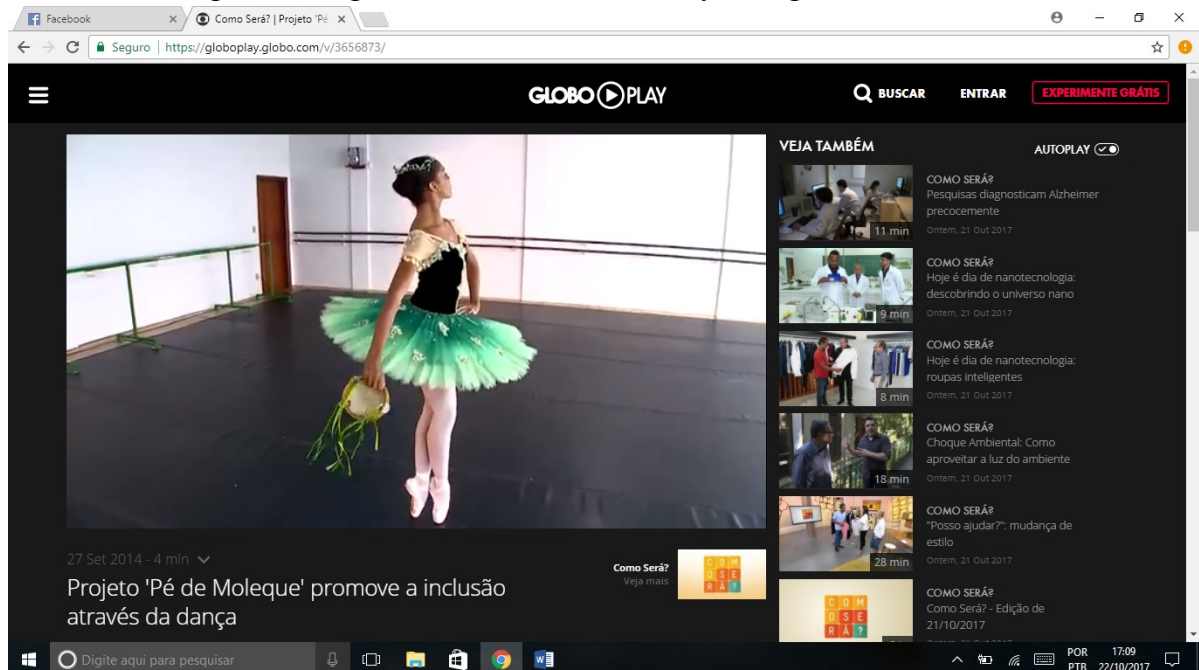 Facebook
Como Será? | Projeto 'Pé
Seguro | https://globoplay.globo.com/v/3656873/
GLOBO PLAY
BUSCAR
ENTRAR
EXPERIMENTE GRÁTIS
VEJA TAMBÉM
AUTOPLAY
COMO SERÁ?
Pesquisas diagnosticam Alzheimer
precocemente
11 min
Ontem, 21 Out 2017
COMO SERÁ?
Hoje é dia de nanotecnologia:
descobrindo o universo nano
9 min
Ontem, 21 Out 2017
COMO SERÁ?
Hoje é dia de nanotecnologia:
roupas inteligentes
8 min
Ontem, 21 Out 2017
COMO SERÁ?
Choque Ambiental: Como
aproveitar a luz do ambiente
18 min
Ontem, 21 Out 2017
COMO SERÁ?
"Posso ajudar?": mudança de
estilo
28 min
Ontem, 21 Out 2017
COMO SERÁ?
Como Será? - Edição de
21/10/2017
27 Set 2014 - 4 min
Projeto 'Pé de Moleque' promove a inclusão
através da dança
Como Será?
Veja mais
COM
O SE
RÁ?
COM
O SE
RÁ?
Digite aqui para pesquisar
POR
PTB
17:09
22/10/2017